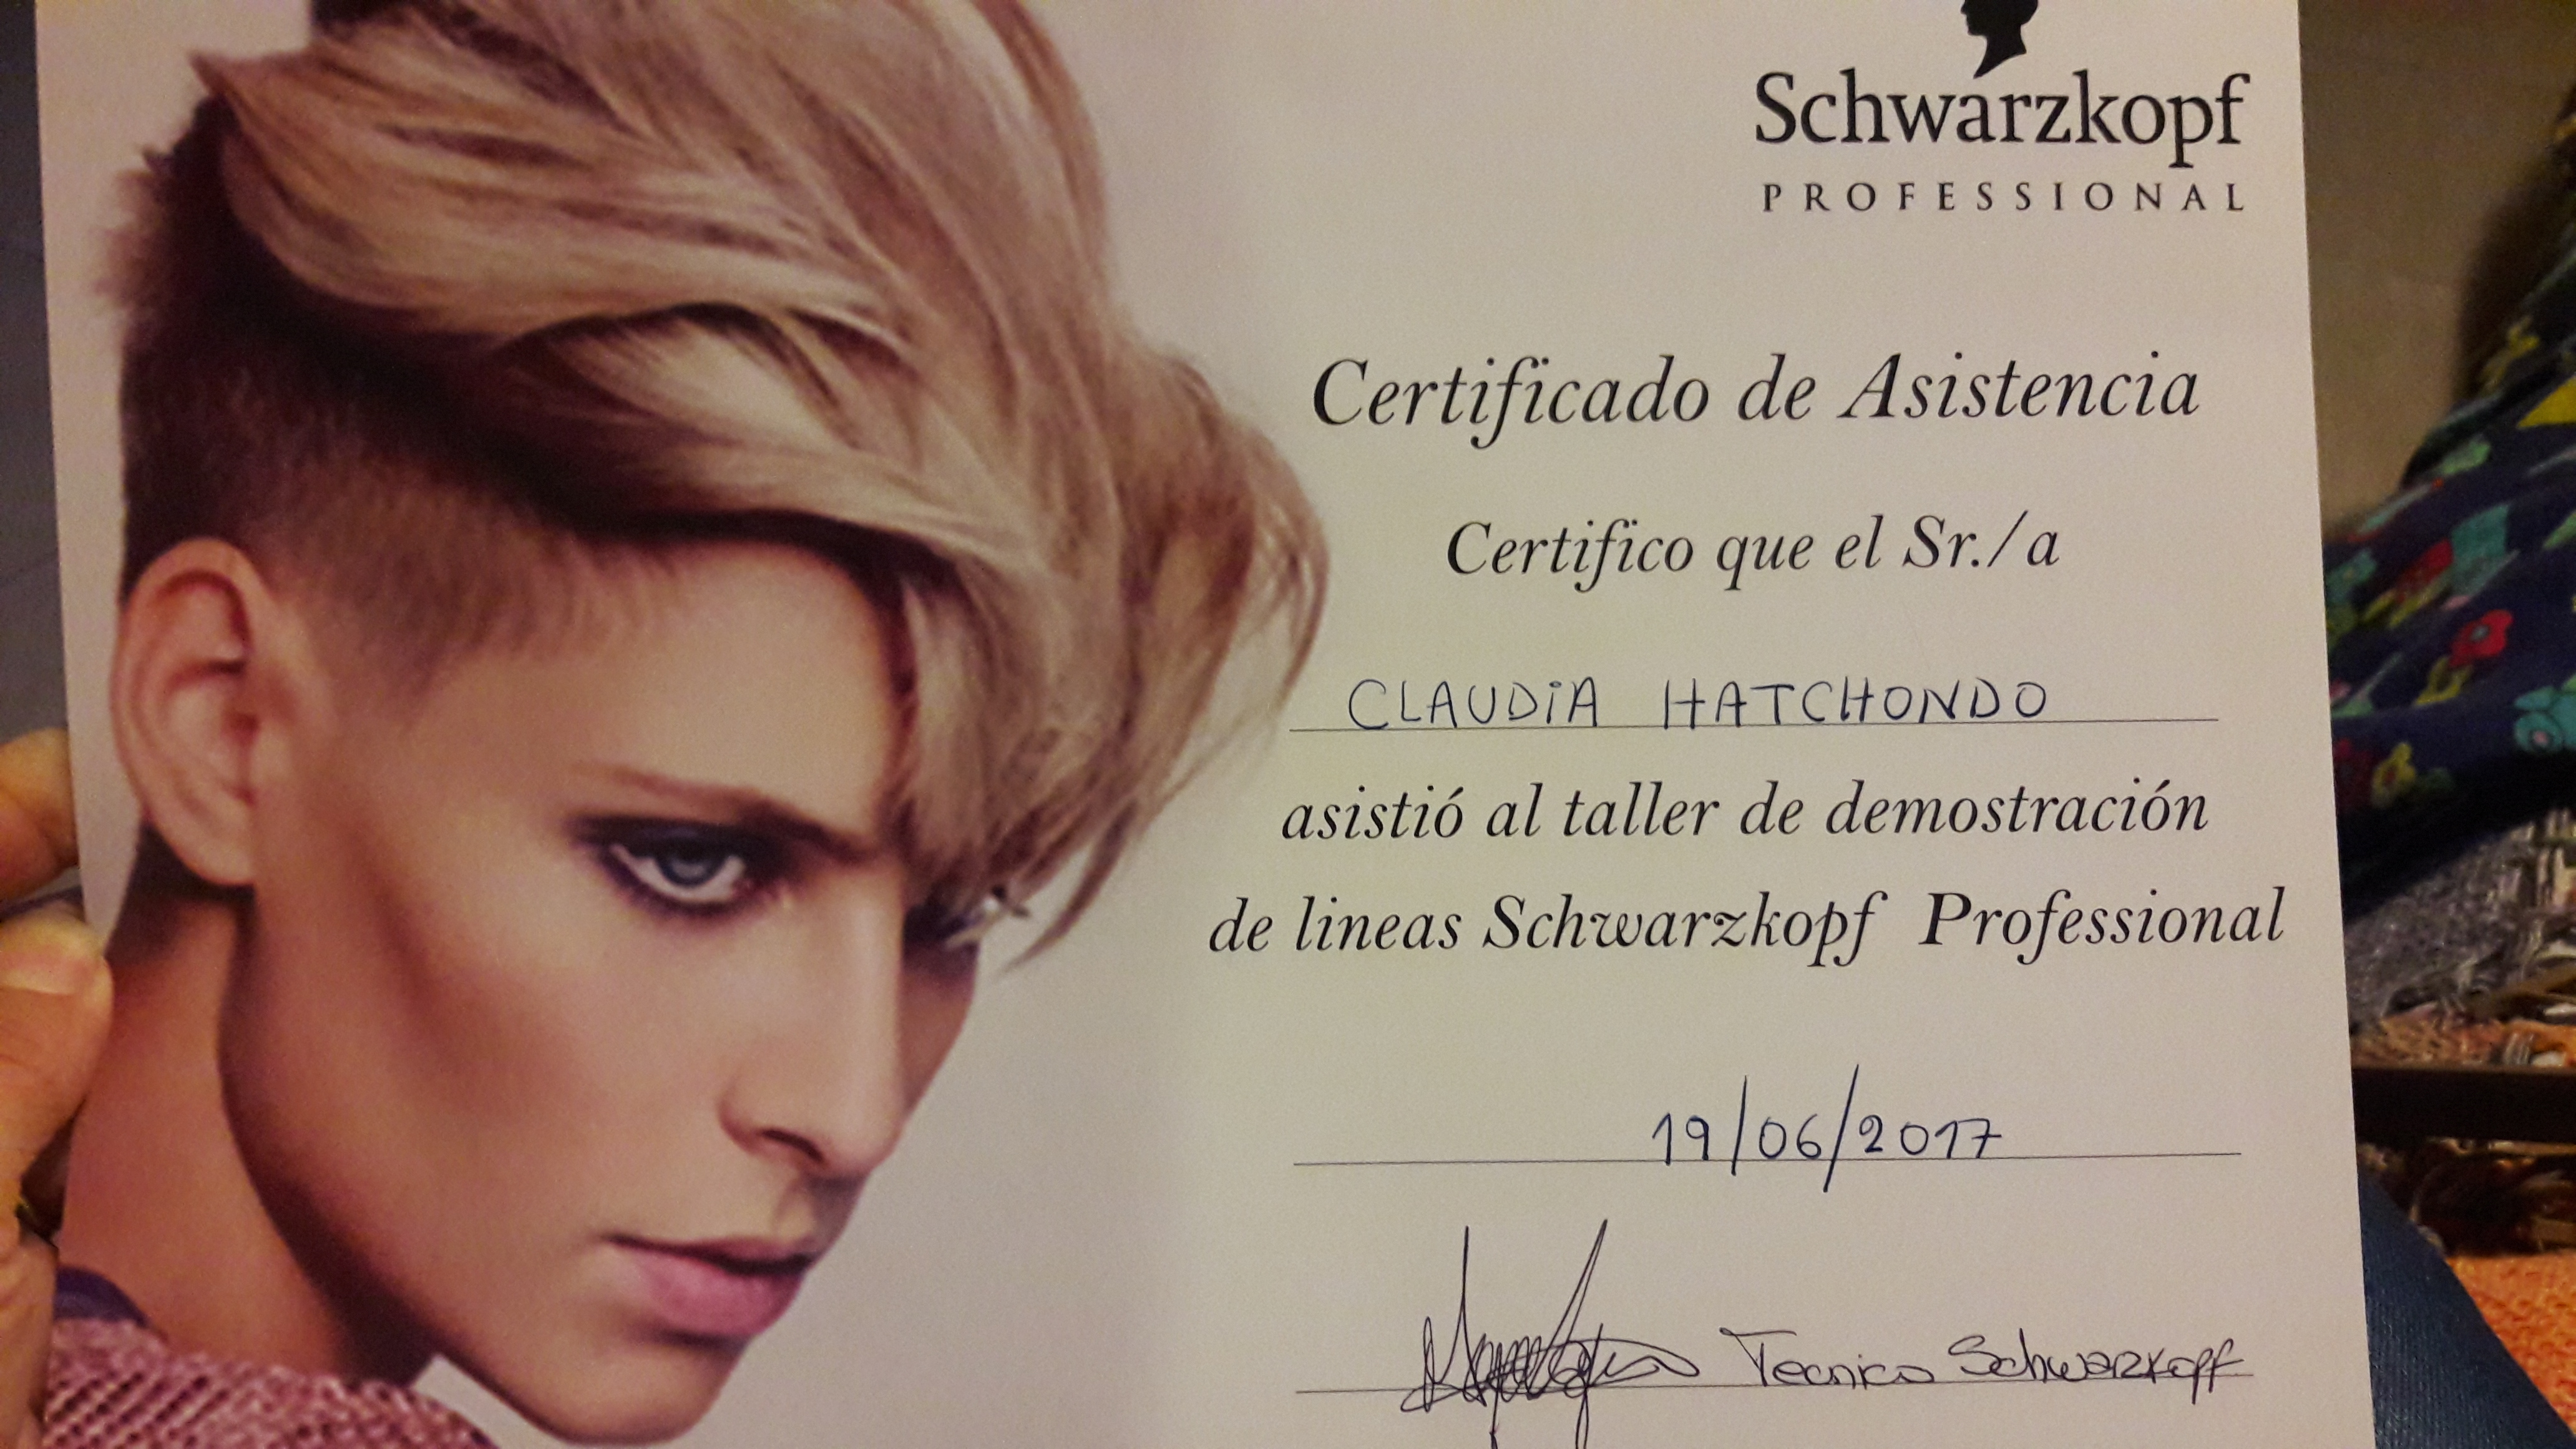 Schwarzkopf
PROFESSIONAL
Certificado de Asistencia
Certifico que el Sr./a
CLAUDIA HATCHONDO
asistió al taller de demostración
de lineas Schwarzkopf Professional
19/06/2017
Tecnico Schwarzkopf